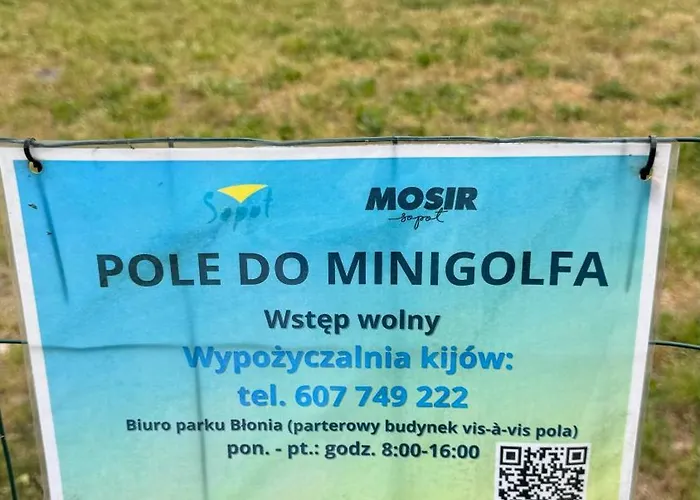 Sopot
MOSIR
sopot
POLE DO MINIGOLFA
Wstęp wolny
Wypożyczalnia kijów:
tel. 607 749 222
Biuro parku Błonia (parterowy budynek vis-à-vis pola)
pon. - pt.: godz. 8:00-16:00